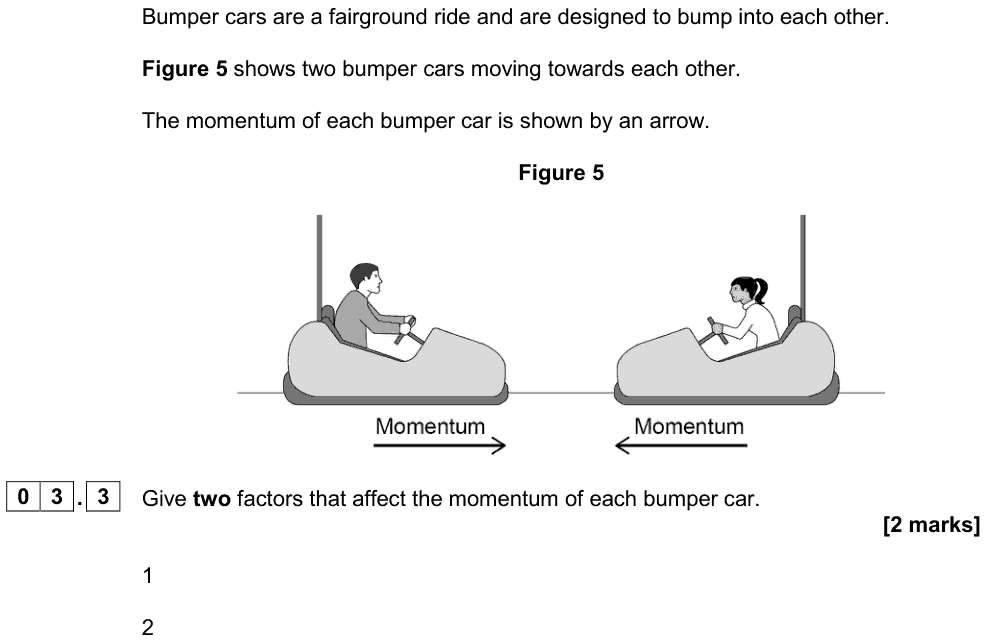 Bumper cars are a fairground ride and are designed to bump into each other.
Figure 5 shows two bumper cars moving towards each other.
The momentum of each bumper car is shown by an arrow.
Figure 5
Momentum Momentum
0 3 . 3 Give two factors that affect the momentum of each bumper car.
[2 marks]
1
2